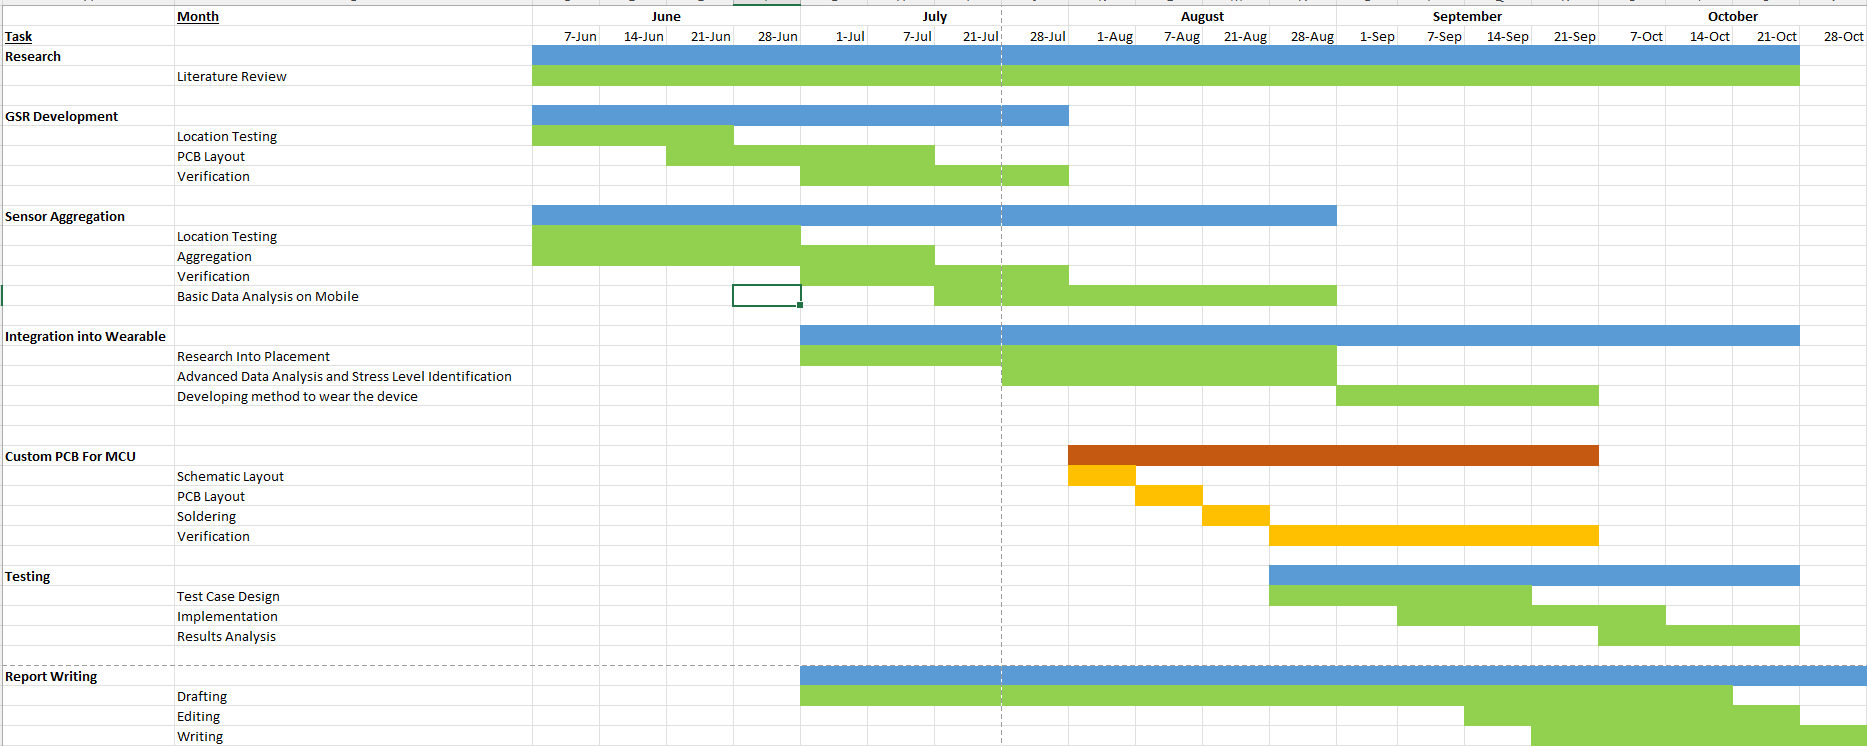 Month June July August September October
Task 7-Jun 14-Jun 21-Jun 28-Jun 1-Jul 7-Jul 21-Jul 28-Jul 1-Aug 7-Aug 21-Aug 28-Aug 1-Sep 7-Sep 14-Sep 21-Sep 7-Oct 14-Oct 21-Oct 28-Oct
Research
Literature Review
GSR Development
Location Testing
PCB Layout
Verification
Sensor Aggregation
Location Testing
Aggregation
Verification
Basic Data Analysis on Mobile
Integration into Wearable
Research Into Placement
Advanced Data Analysis and Stress Level Identification
Developing method to wear the device
Custom PCB For MCU
Schematic Layout
PCB Layout
Soldering
Verification
Testing
Test Case Design
Implementation
Results Analysis
Report Writing
Drafting
Editing
Writing